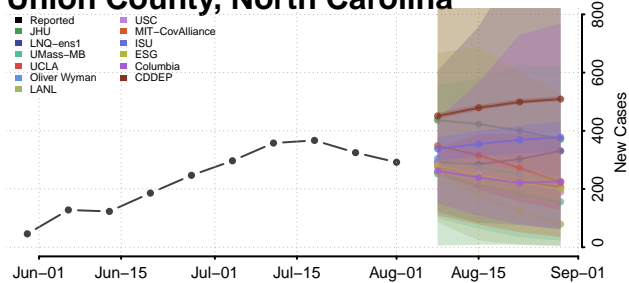 Union County, North Carolina
Reported
JHU
LNQ−ens1
UMass−MB
UCLA
Oliver Wyman
LANL
USC
MIT−CovAlliance
ISU
ESG
Columbia
CDDEP
0 200 400 600 800
New Cases
Jun−01 Jun−15 Jul−01 Jul−15 Aug−01 Aug−15 Sep−01